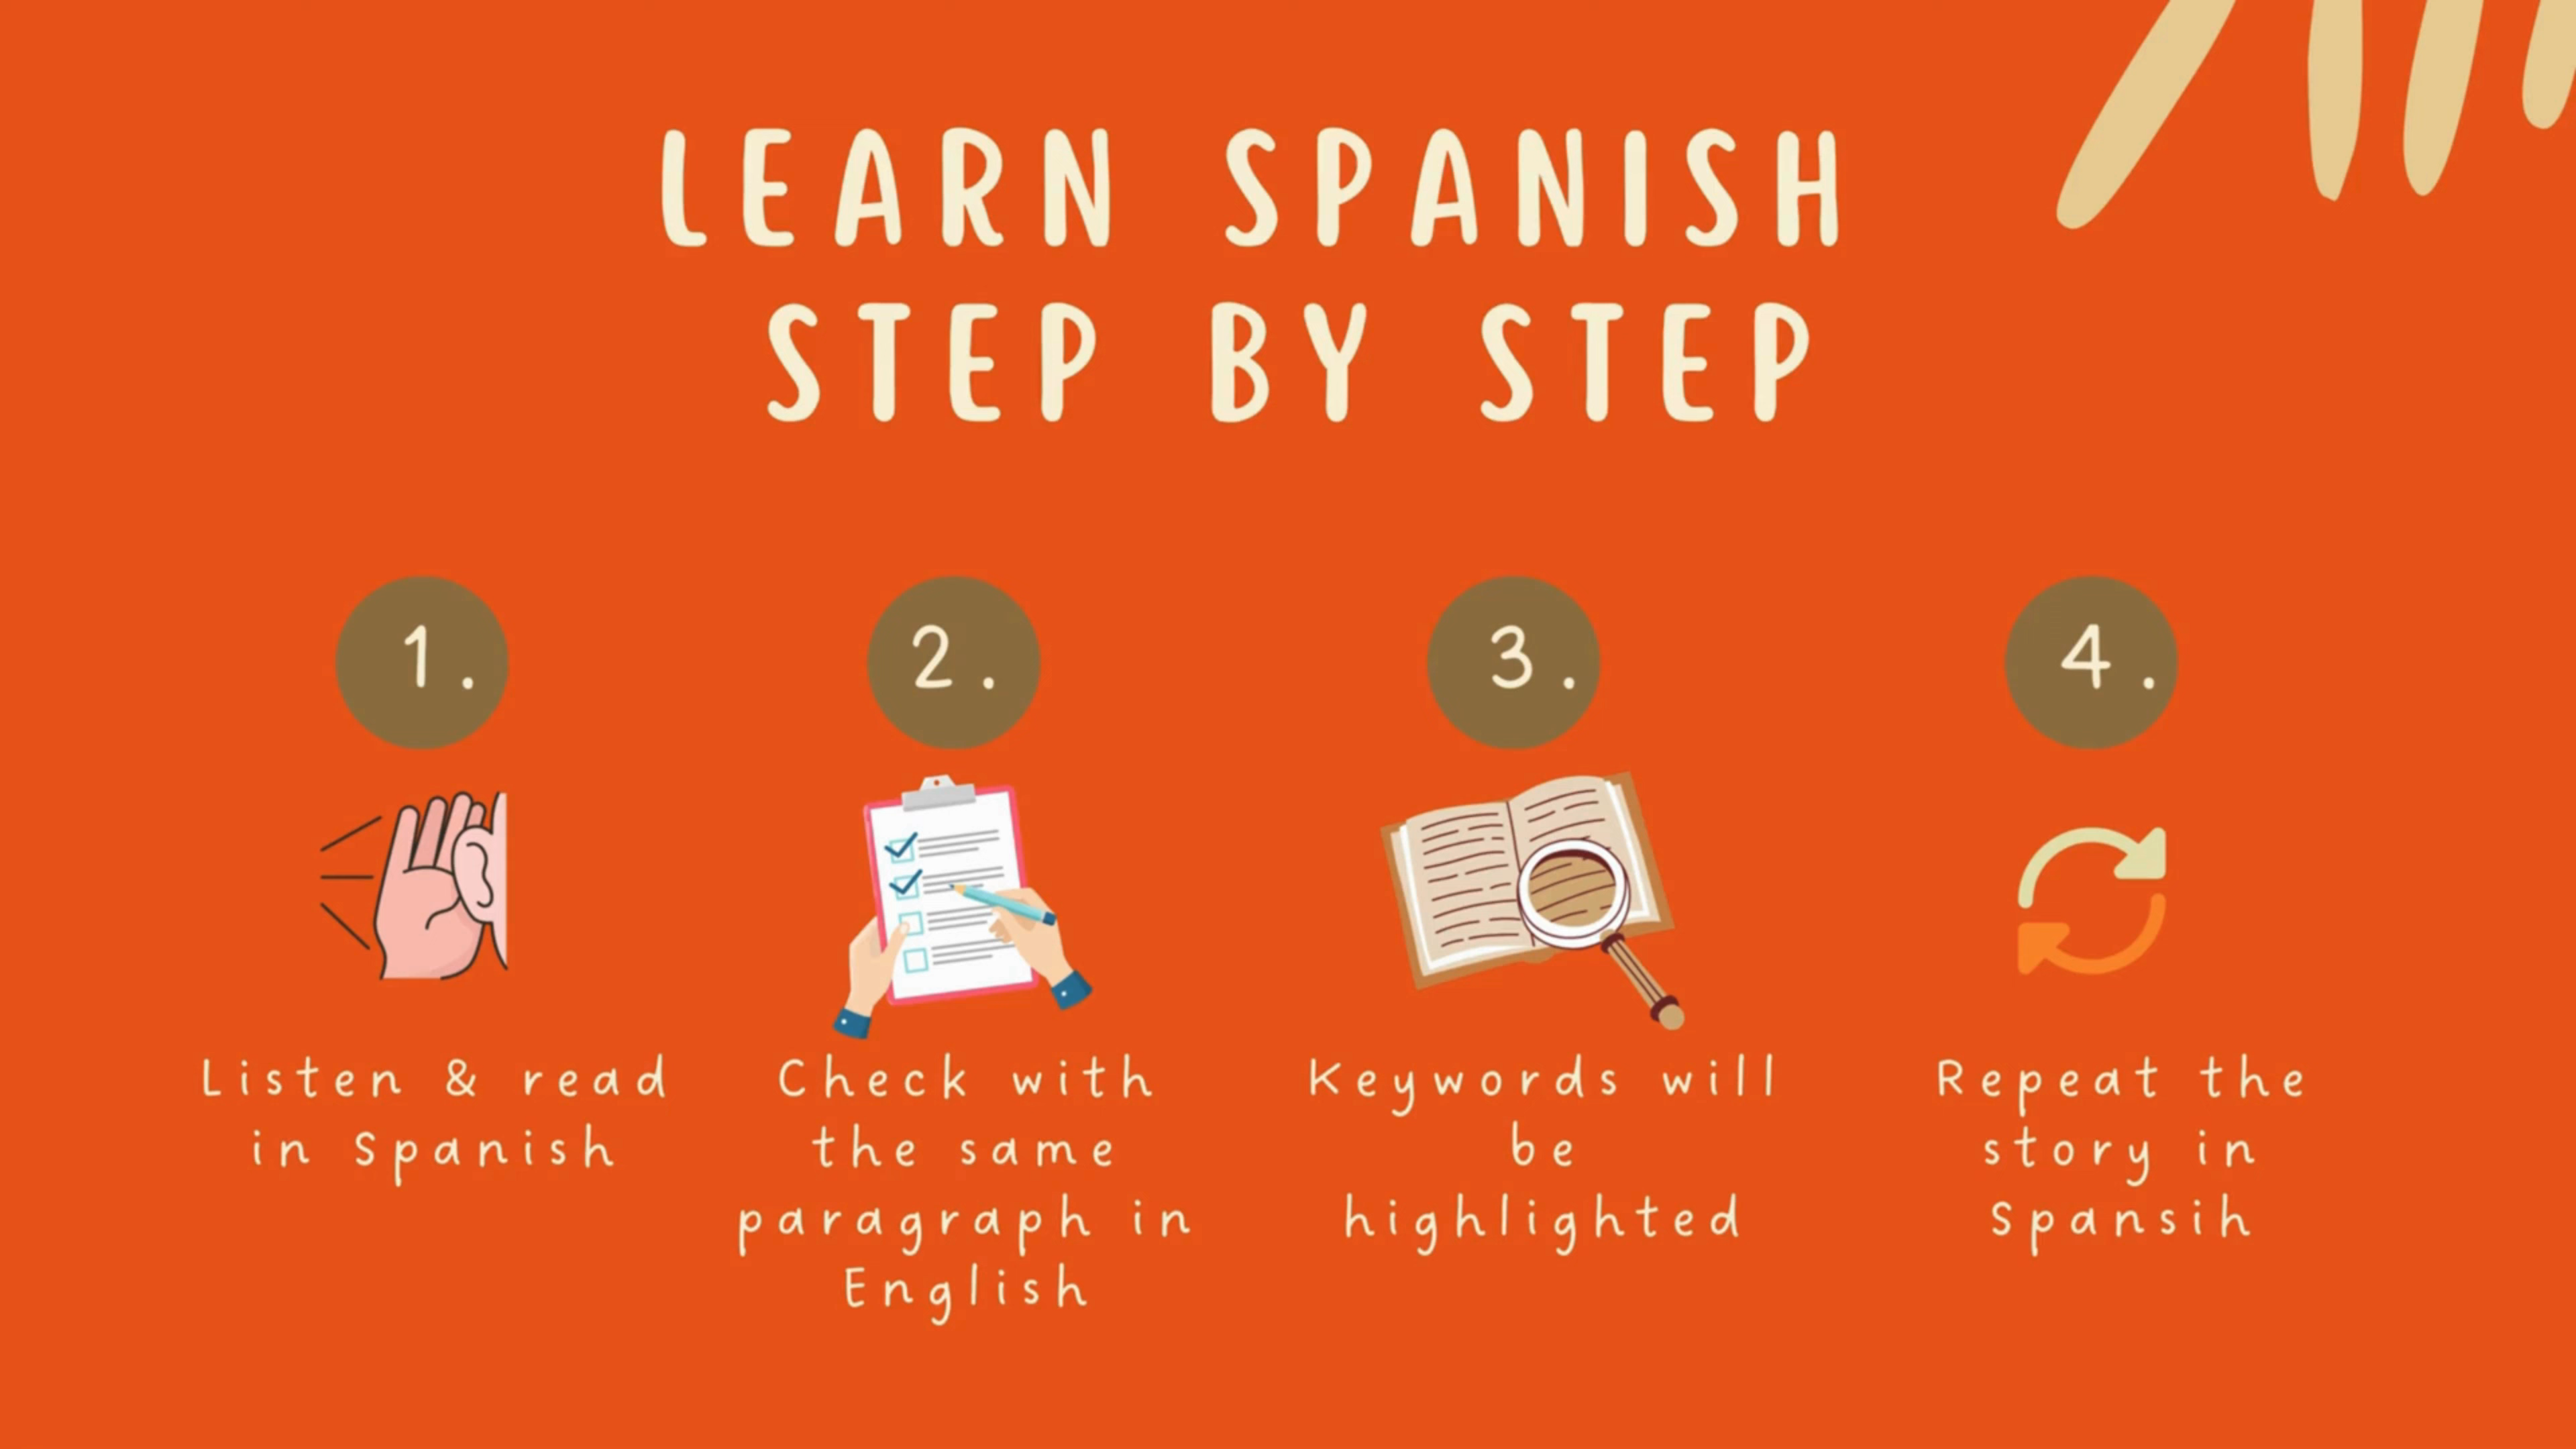 LEARN SPANISH
STEP BY STEP
1.
Listen & read
in Spanish
2.
Check with
the same
paragraph in
English
3.
Keywords will
be
highlighted
4.
Repeat the
story in
Spansih